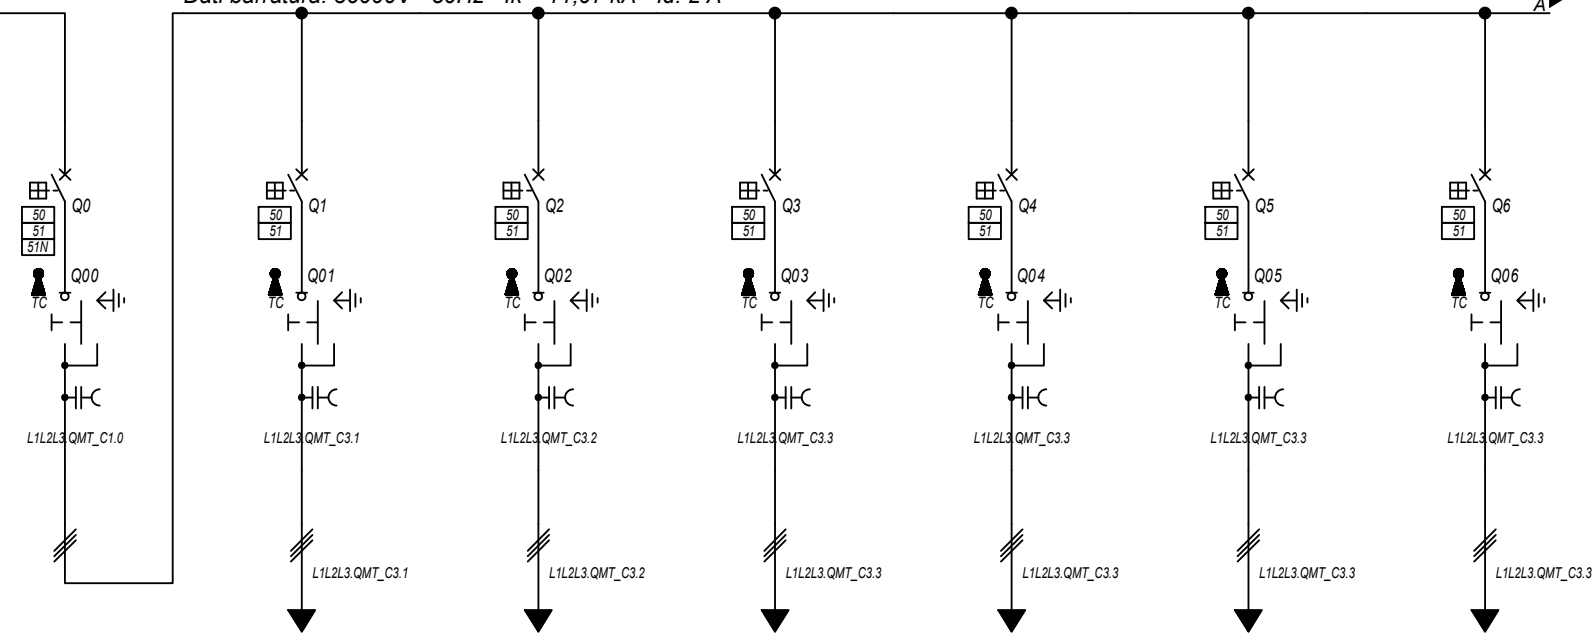 A
Q0 Q1 Q2 Q3 Q4 Q5 Q6
50 50 50 50 50 50 50
51 51 51 51 51 51 51
51N
Q00 Q01 Q02 Q03 Q04 Q05 Q06
TC TC TC TC TC TC TC
L1L2L3.QMT_C1.0 L1L2L3.QMT_C3.1 L1L2L3.QMT_C3.2 L1L2L3.QMT_C3.3 L1L2L3.QMT_C3.3 L1L2L3.QMT_C3.3 L1L2L3.QMT_C3.3
L1L2L3.QMT_C3.1 L1L2L3.QMT_C3.2 L1L2L3.QMT_C3.3 L1L2L3.QMT_C3.3 L1L2L3.QMT_C3.3 L1L2L3.QMT_C3.3